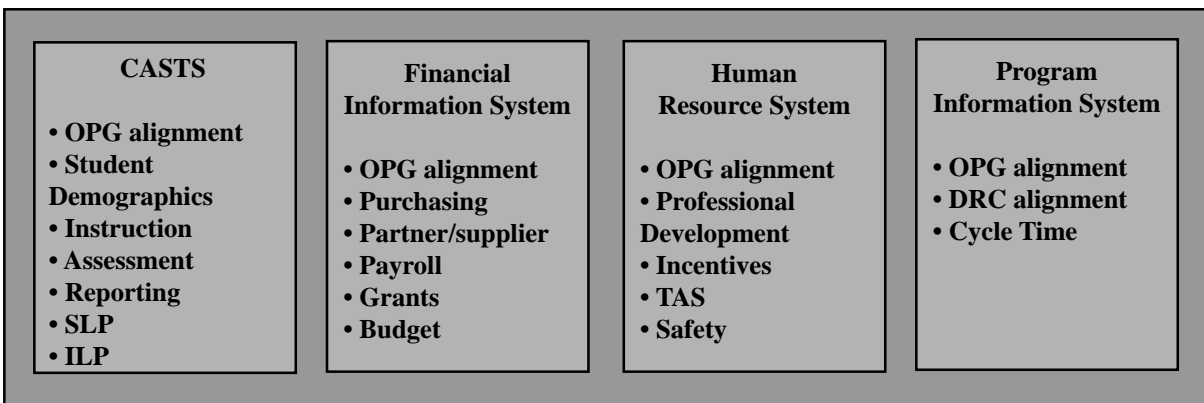 CASTS
• OPG alignment
• Student
Demographics
• Instruction
• Assessment
• Reporting
• SLP
• ILP
Financial
Information System
• OPG alignment
• Purchasing
• Partner/supplier
• Payroll
• Grants
• Budget
Human
Resource System
• OPG alignment
• Professional
Development
• Incentives
• TAS
• Safety
Program
Information System
• OPG alignment
• DRC alignment
• Cycle Time